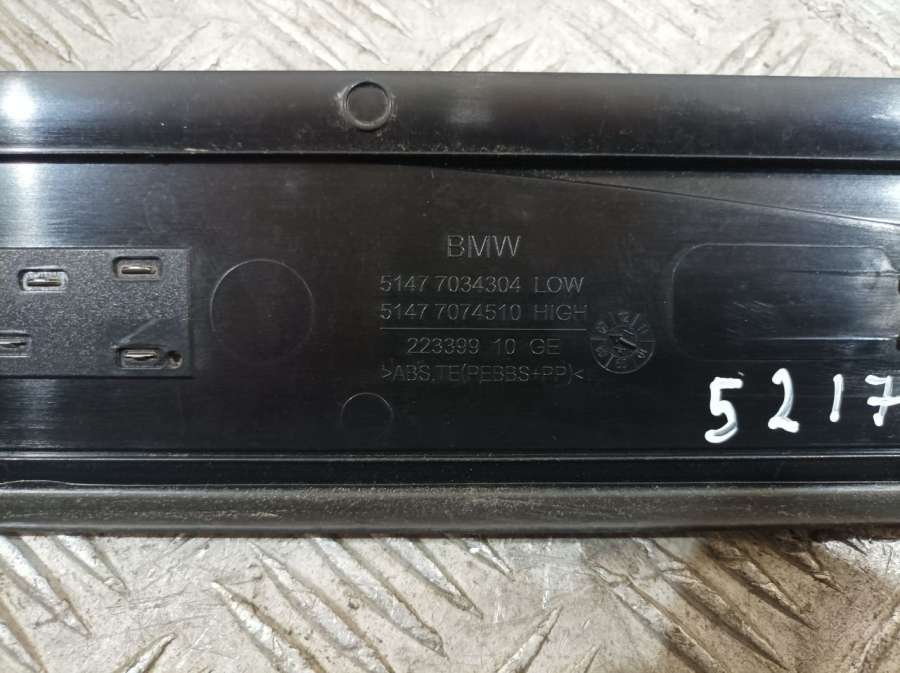 BMW
5147 7034304 LOW
5147 7074510 HIGH
223399 10 GE
>ABS,TE(PEBBS+PP)<
5217